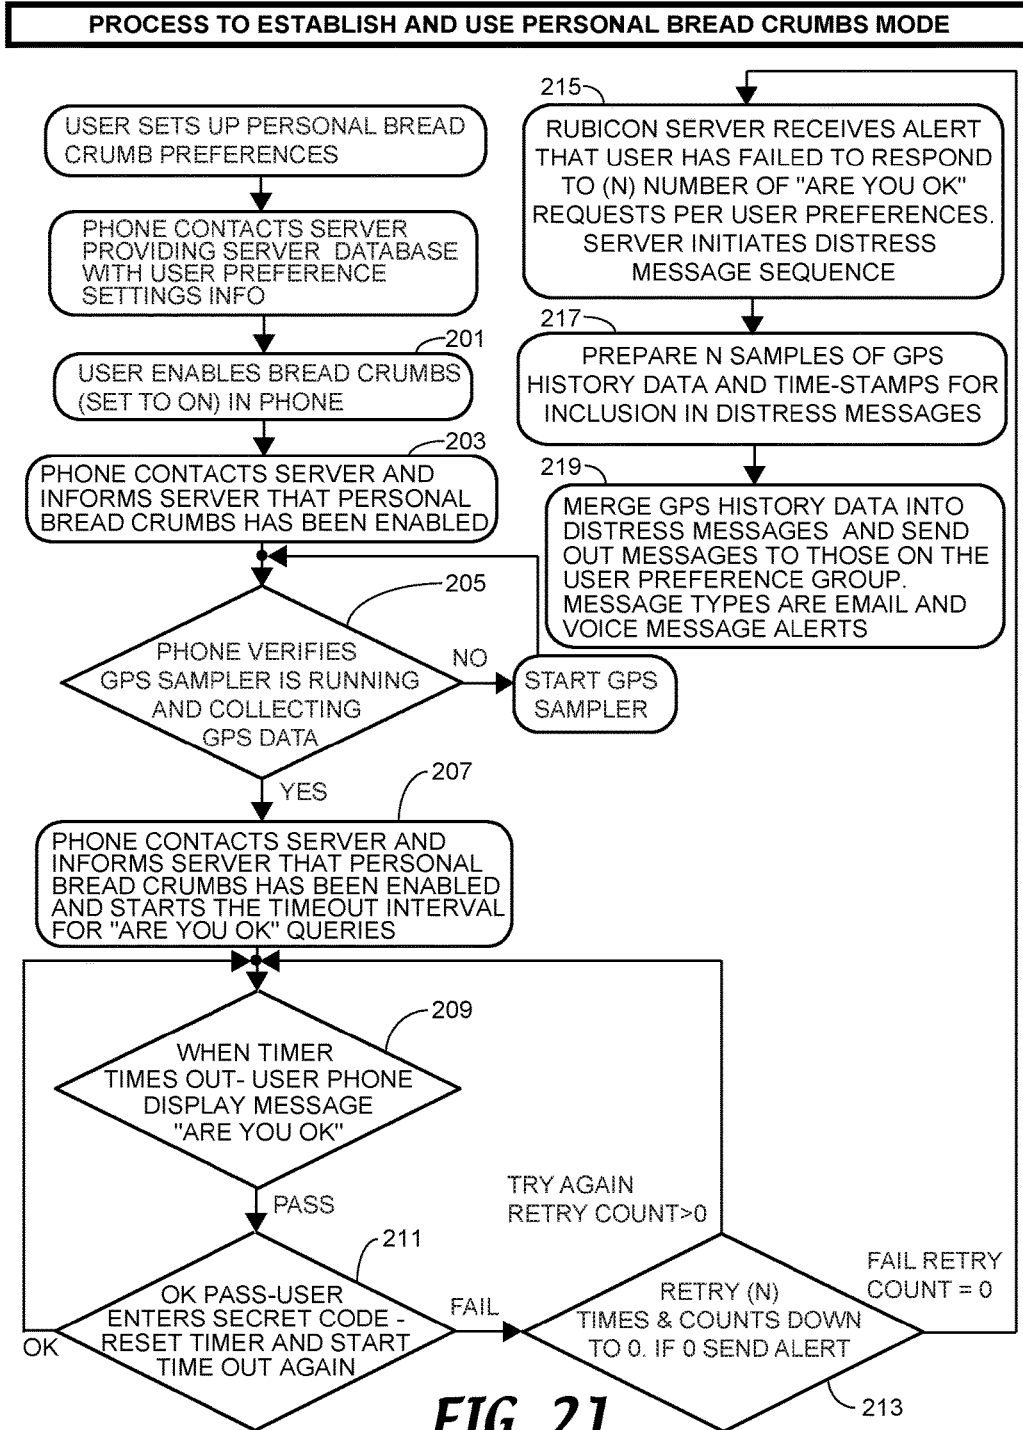 PROCESS TO ESTABLISH AND USE PERSONAL BREAD CRUMBS MODE
USER SETS UP PERSONAL BREAD
CRUMB PREFERENCES
PHONE CONTACTS SERVER
PROVIDING SERVER DATABASE
WITH USER PREFERENCE
SETTINGS INFO
201
USER ENABLES BREAD CRUMBS
(SET TO ON) IN PHONE
203
PHONE CONTACTS SERVER AND
INFORMS SERVER THAT PERSONAL
BREAD CRUMBS HAS BEEN ENABLED
205
PHONE VERIFIES
GPS SAMPLER IS RUNNING
AND COLLECTING
GPS DATA
NO
START GPS
SAMPLER
YES
207
PHONE CONTACTS SERVER AND
INFORMS SERVER THAT PERSONAL
BREAD CRUMBS HAS BEEN ENABLED
AND STARTS THE TIMEOUT INTERVAL
FOR "ARE YOU OK" QUERIES
209
WHEN TIMER
TIMES OUT- USER PHONE
DISPLAY MESSAGE
"ARE YOU OK"
PASS
211
OK PASS-USER
ENTERS SECRET CODE -
RESET TIMER AND START
TIME OUT AGAIN
OK
FAIL
TRY AGAIN
RETRY COUNT>0
RETRY (N)
TIMES & COUNTS DOWN
TO 0. IF 0 SEND ALERT
213
FAIL RETRY
COUNT = 0
215
RUBICON SERVER RECEIVES ALERT
THAT USER HAS FAILED TO RESPOND
TO (N) NUMBER OF "ARE YOU OK"
REQUESTS PER USER PREFERENCES.
SERVER INITIATES DISTRESS
MESSAGE SEQUENCE
217
PREPARE N SAMPLES OF GPS
HISTORY DATA AND TIME-STAMPS FOR
INCLUSION IN DISTRESS MESSAGES
219
MERGE GPS HISTORY DATA INTO
DISTRESS MESSAGES AND SEND
OUT MESSAGES TO THOSE ON THE
USER PREFERENCE GROUP.
MESSAGE TYPES ARE EMAIL AND
VOICE MESSAGE ALERTS
FIG. 21